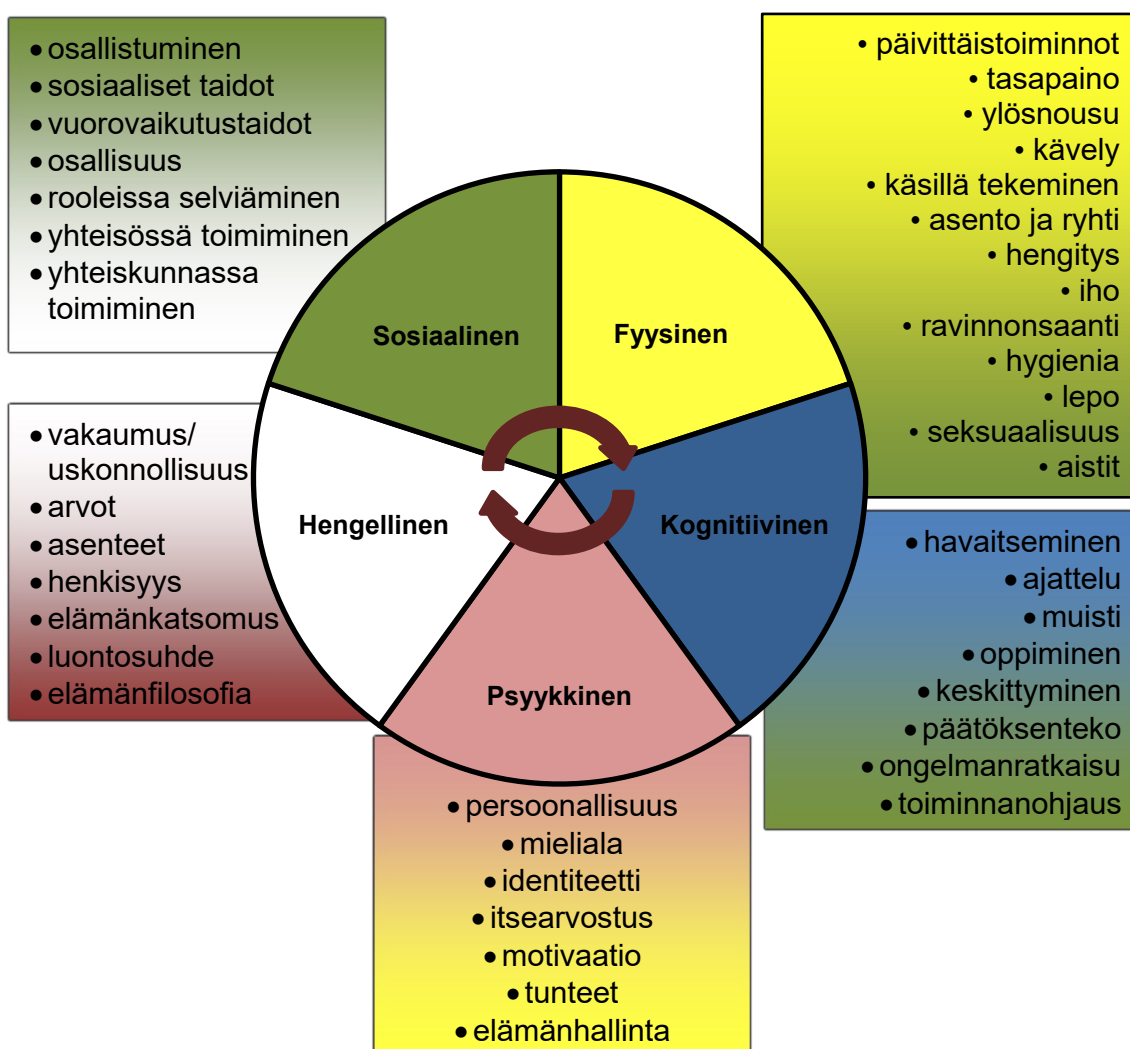 • osallistuminen
• sosiaaliset taidot
• vuorovaikutustaidot
• osallisuus
• rooleissa selviäminen
• yhteisössä toimiminen
• yhteiskunnassa
toimiminen
• päivittäistoiminnot
• tasapaino
• ylösnousu
• kävely
• käsillä tekeminen
• asento ja ryhti
• hengitys
• iho
• ravinnonsaanti
• hygienia
• lepo
• seksuaalisuus
• aistit
Sosiaalinen
Fyysinen
Hengellinen
Kognitiivinen
Psyykkinen
• vakaumus/
uskonnollisuus
• arvot
• asenteet
• henkisyys
• elämänkatsomus
• luontosuhde
• elämänfilosofia
• havaitseminen
• ajattelu
• muisti
• oppiminen
• keskittyminen
• päätöksenteko
• ongelmanratkaisu
• toiminnanohjaus
• persoonallisuus
• mieliala
• identiteetti
• itsearvostus
• motivaatio
• tunteet
• elämänhallinta